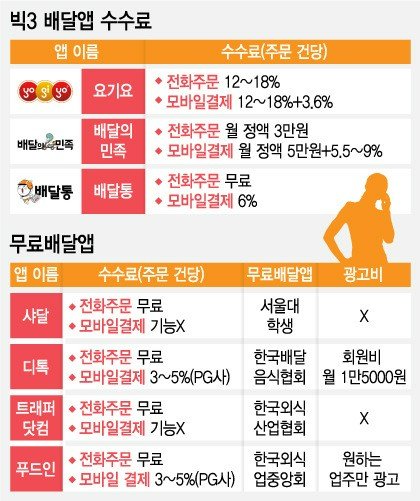 빅3 배달앱 수수료
앱 이름 수수료(주문 건당)
yogiyo 요기요
◆ 전화주문 12~18%
◆ 모바일결제 12~18%+3.6%
배달의민족 배달의
민족
◆ 전화주문 월 정액 3만원
◆ 모바일결제 월 정액 5만원+5.5~9%
배달통 배달통
◆ 전화주문 무료
◆ 모바일결제 6%
무료배달앱
앱 이름 수수료(주문 건당) 무료배달앱 광고비
샤달
◆ 전화주문 무료
◆ 모바일결제 기능X
서울대
학생
X
디톡
◆ 전화주문 무료
◆ 모바일결제 3~5%(PG사)
한국배달
음식협회
회원비
월 1만5000원
트래퍼
닷컴
◆ 전화주문 무료
◆ 모바일결제 기능X
한국외식
산업협회
X
푸드인
◆ 전화주문 무료
◆ 모바일 결제 3~5%(PG사)
한국외식
업중앙회
원하는
업주만 광고